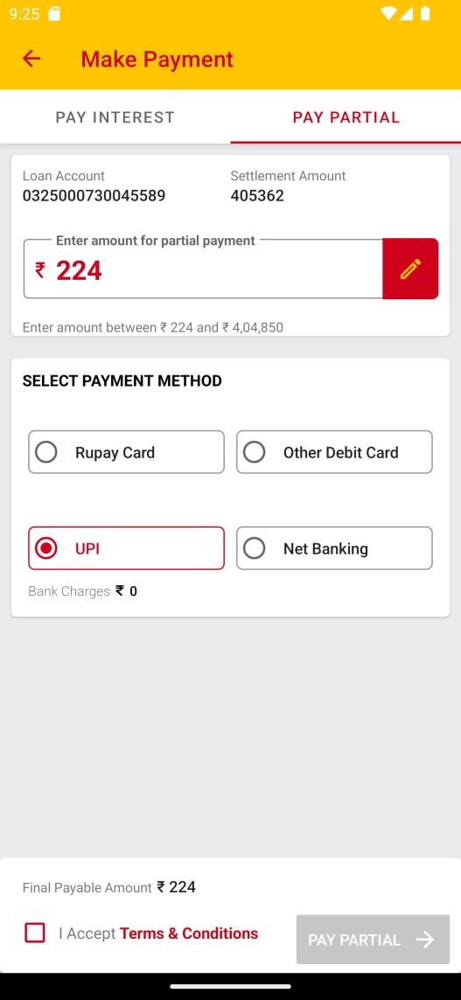 9:25
Make Payment
PAY INTEREST PAY PARTIAL
Loan Account Settlement Amount
0325000730045589 405362
Enter amount for partial payment
₹ 224
Enter amount between ₹ 224 and ₹ 4,04,850
SELECT PAYMENT METHOD
Rupay Card Other Debit Card
UPI Net Banking
Bank Charges ₹ 0
Final Payable Amount ₹ 224
I Accept Terms & Conditions
PAY PARTIAL